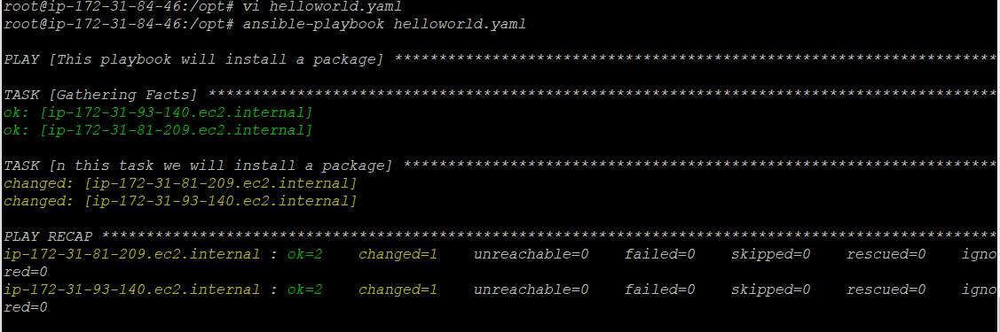 root@ip-172-31-84-46:/opt# vi helloworld.yaml
root@ip-172-31-84-46:/opt# ansible-playbook helloworld.yaml
PLAY [This playbook will install a package] ********************************************************************
TASK [Gathering Facts] *****************************************************************************************
ok: [ip-172-31-93-140.ec2.internal]
ok: [ip-172-31-81-209.ec2.internal]
TASK [n this task we will install a package] *******************************************************************
changed: [ip-172-31-81-209.ec2.internal]
changed: [ip-172-31-93-140.ec2.internal]
PLAY RECAP *****************************************************************************************************
ip-172-31-81-209.ec2.internal : ok=2    changed=1    unreachable=0    failed=0    skipped=0    rescued=0    igno
red=0
ip-172-31-93-140.ec2.internal : ok=2    changed=1    unreachable=0    failed=0    skipped=0    rescued=0    igno
red=0